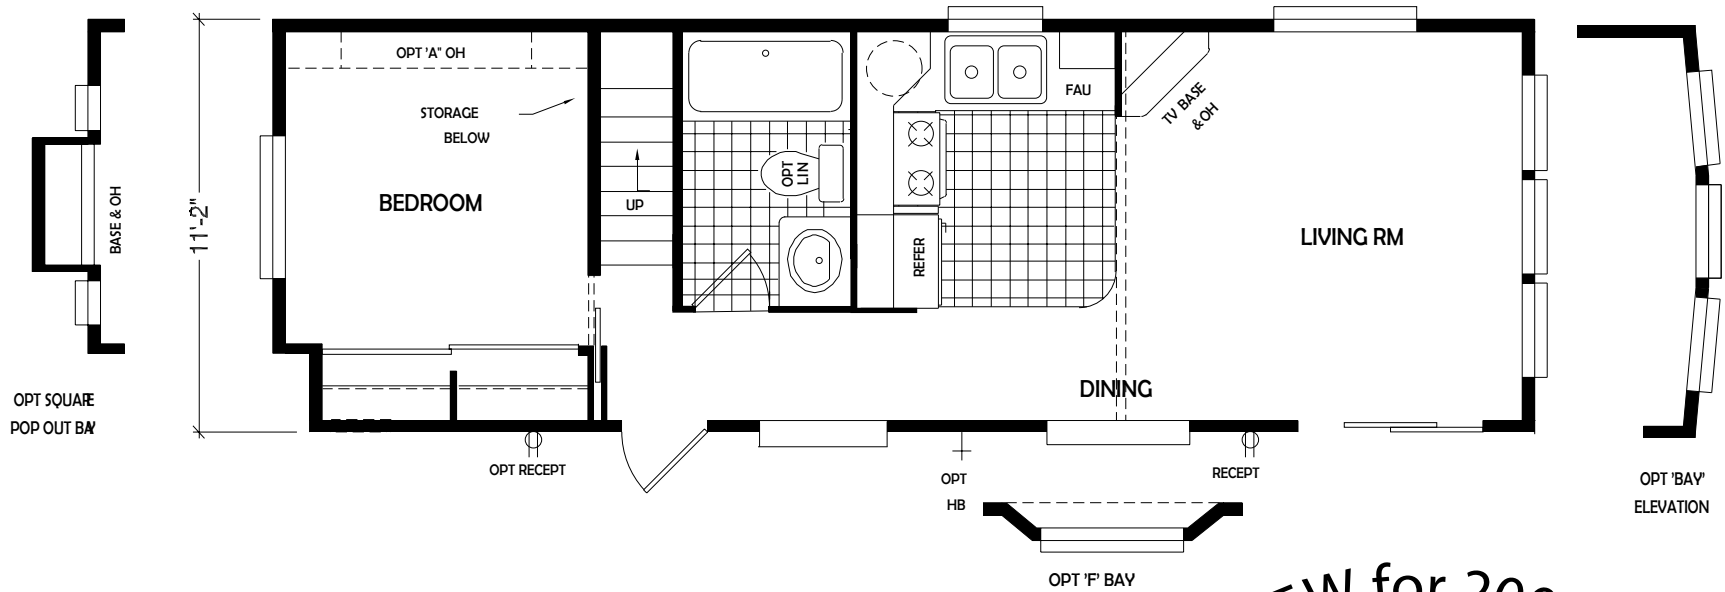 OPT 'A" OH
STORAGE
BELOW
BEDROOM
UP
OPT
LIN
REFER
FAU
TV BASE
& OH
LIVING RM
DINING
BASE & OH
11'-2"
OPT SQUARE
POP OUT BAY
OPT RECEPT
OPT
HB
RECEPT
OPT 'F' BAY
OPT 'BAY'
ELEVATION
for